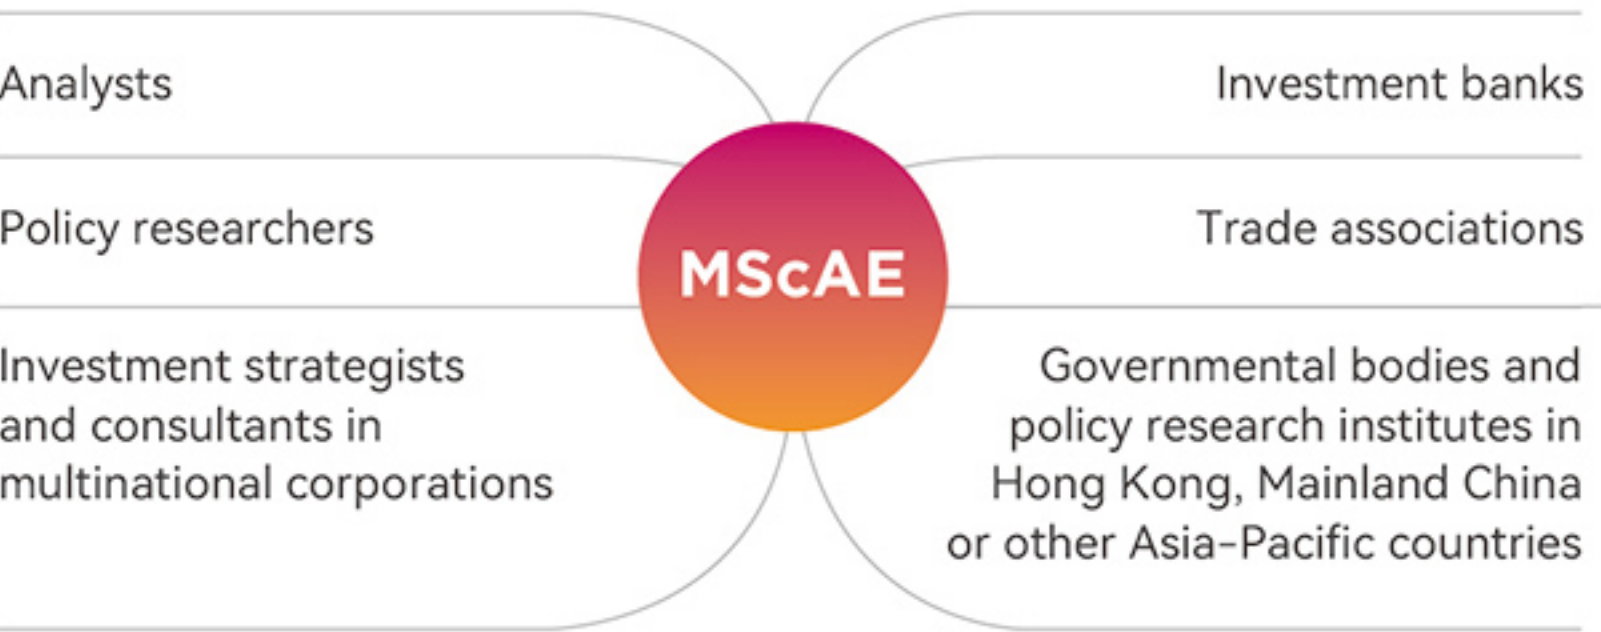 Analysts
Policy researchers
Investment strategists
and consultants in
multinational corporations
MScAE
Investment banks
Trade associations
Governmental bodies and
policy research institutes in
Hong Kong, Mainland China
or other Asia-Pacific countries